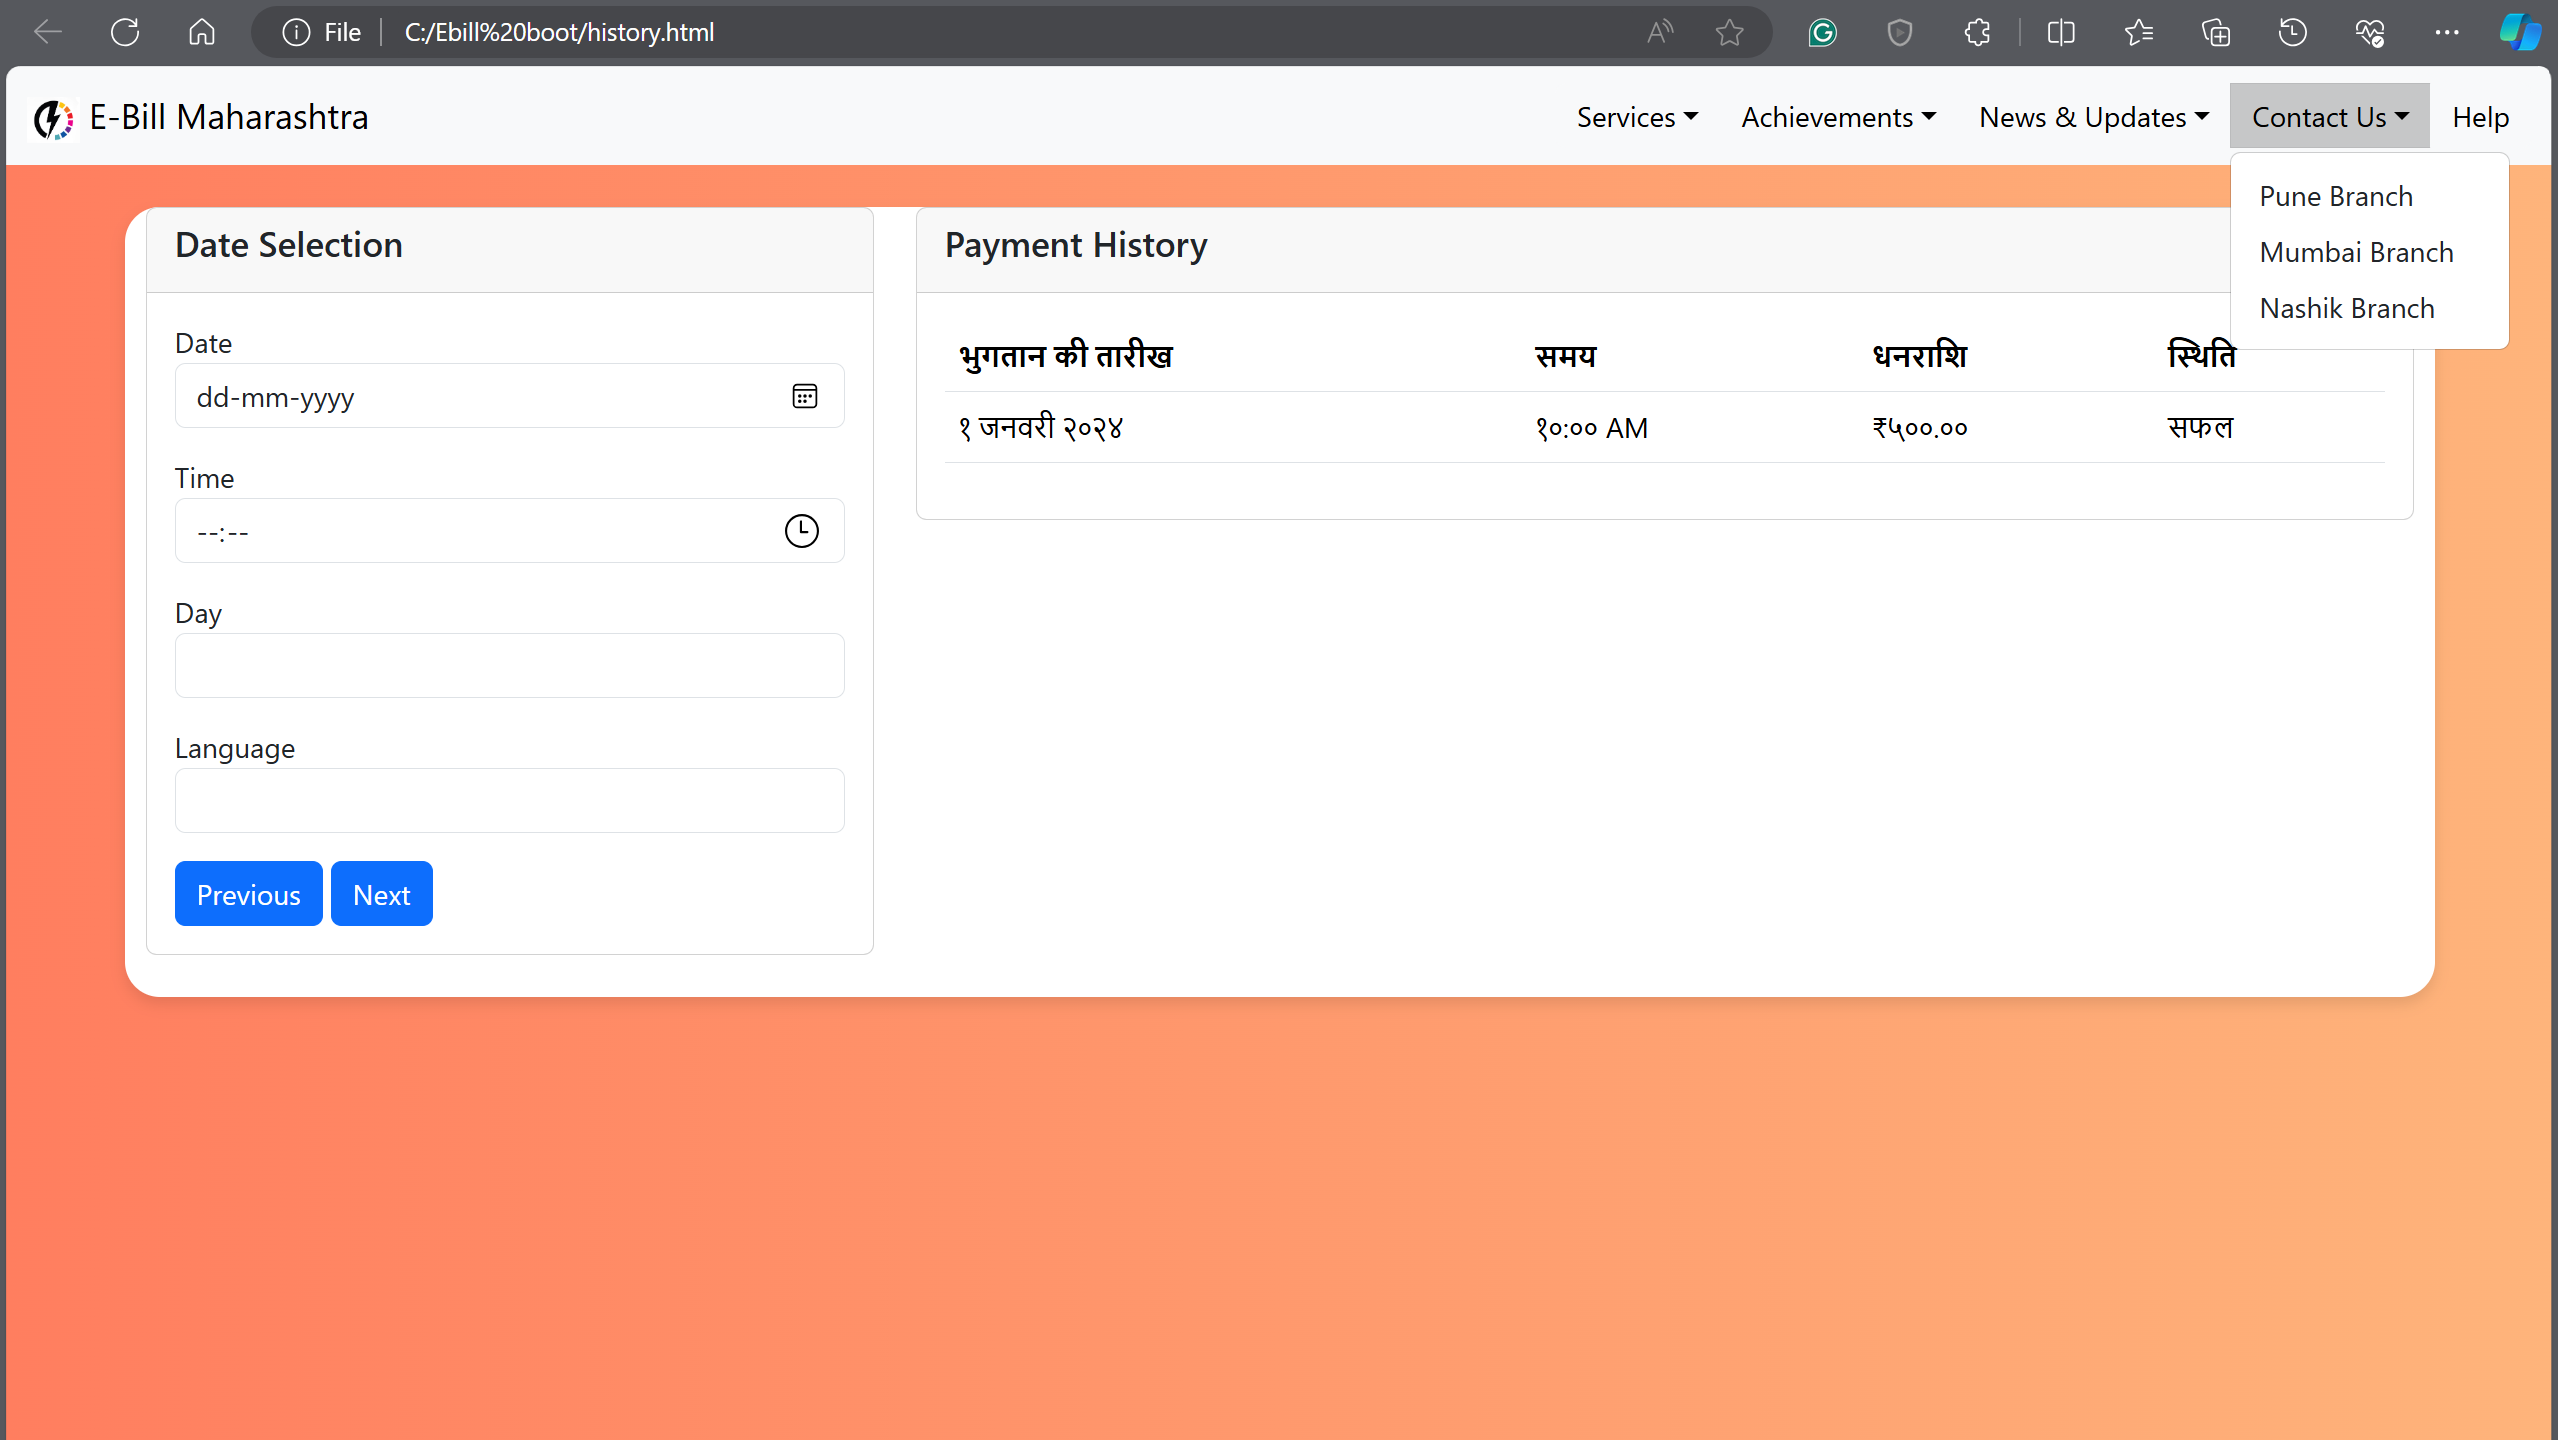 File C:/Ebill%20boot/history.html
E-Bill Maharashtra Services Achievements News & Updates Contact Us Help
Pune Branch
Mumbai Branch
Nashik Branch
Date Selection
Date
dd-mm-yyyy
Time
--:--
Day
Language
Previous Next
Payment History
भुगतान की तारीख समय धनराशि स्थिति
१ जनवरी २०२४ १०:०० AM ₹५००.०० सफल